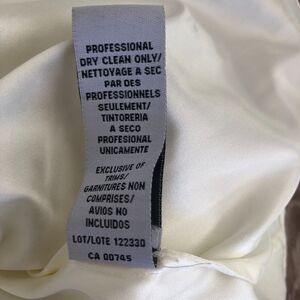 PROFESSIONAL
DRY CLEAN ONLY/
NETTOYAGE A SEC
PAR DES
PROFESSIONNELS
SEULEMENT/
TINTORERIA
A SECO
PROFESIONAL
UNICAMENTE
EXCLUSIVE OF
TRIMS/
GARNITURES NON
COMPRISES/
AVIOS NO
INCLUIDOS
LOT/LOTE 122330
CA 00745